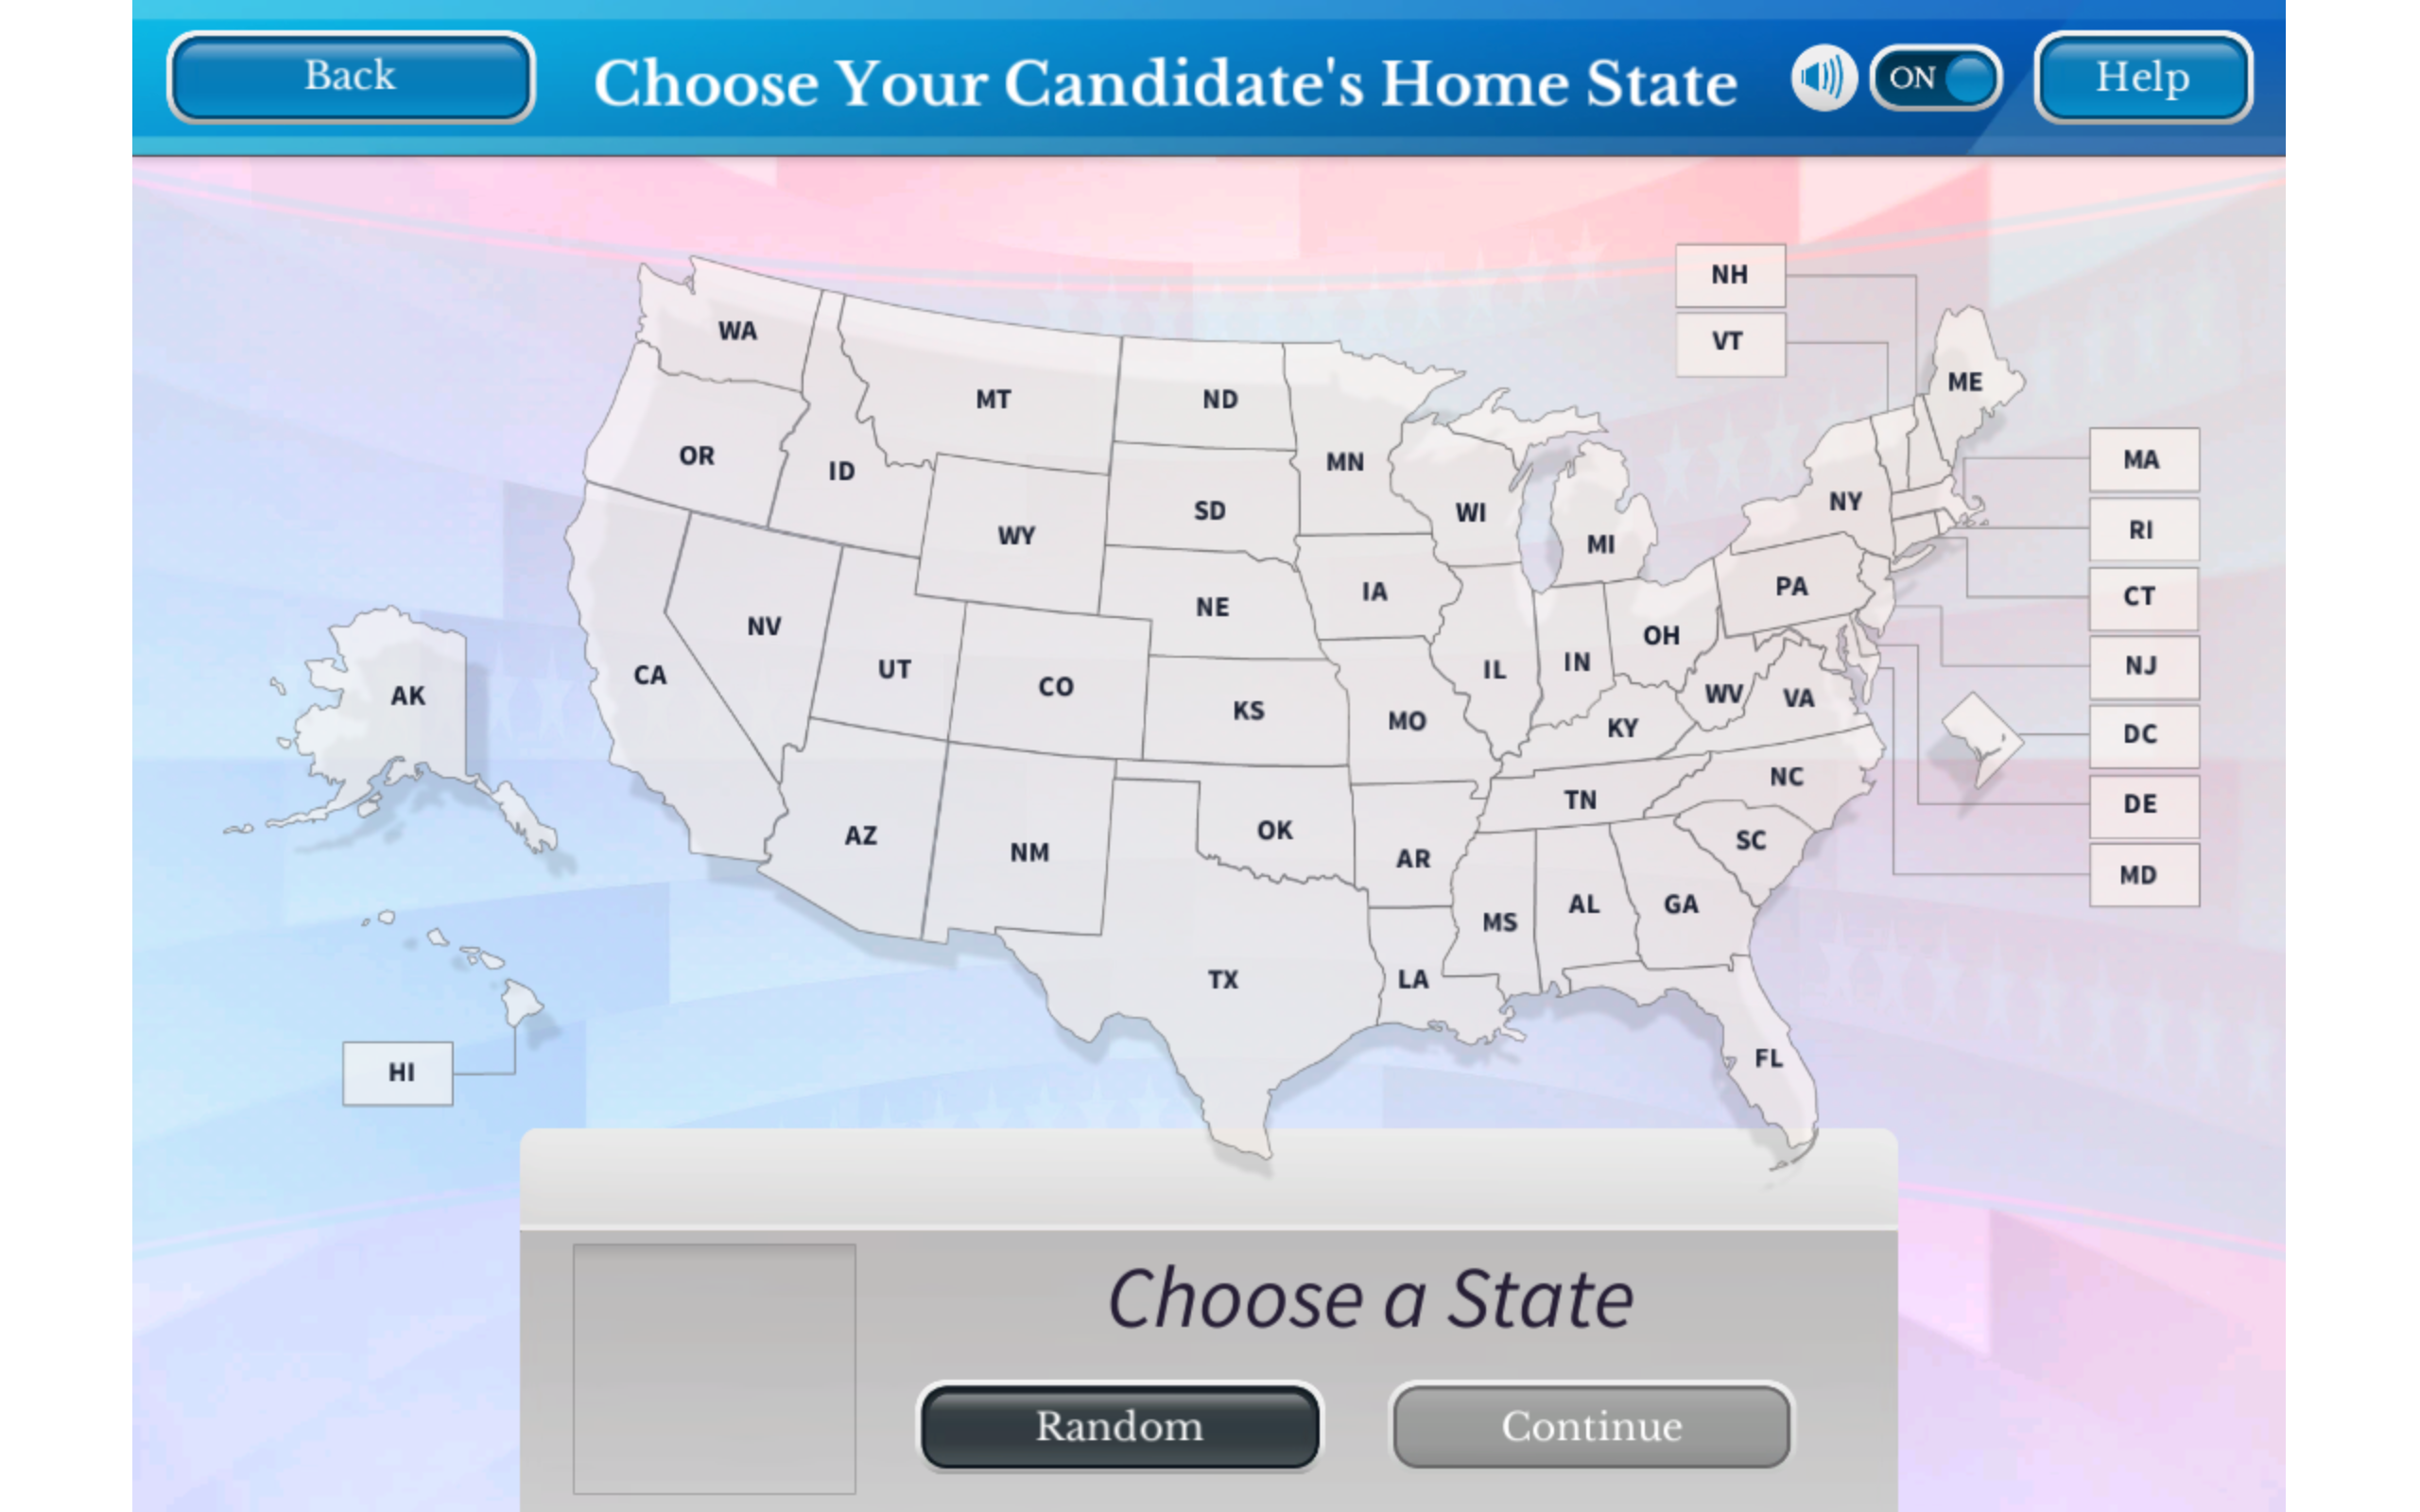 Back
Choose Your Candidate's Home State
ON
Help
NH
VT
WA
ME
MT
ND
OR
ID
MN
MA
NY
SD
WI
RI
WY
MI
PA
IA
CT
NE
NV
OH
IN
NJ
UT
IL
CA
CO
AK
WV
VA
KS
MO
KY
DC
NC
TN
DE
OK
AZ
SC
NM
AR
MD
AL
GA
MS
TX
LA
FL
HI
Choose a State
Random
Continue